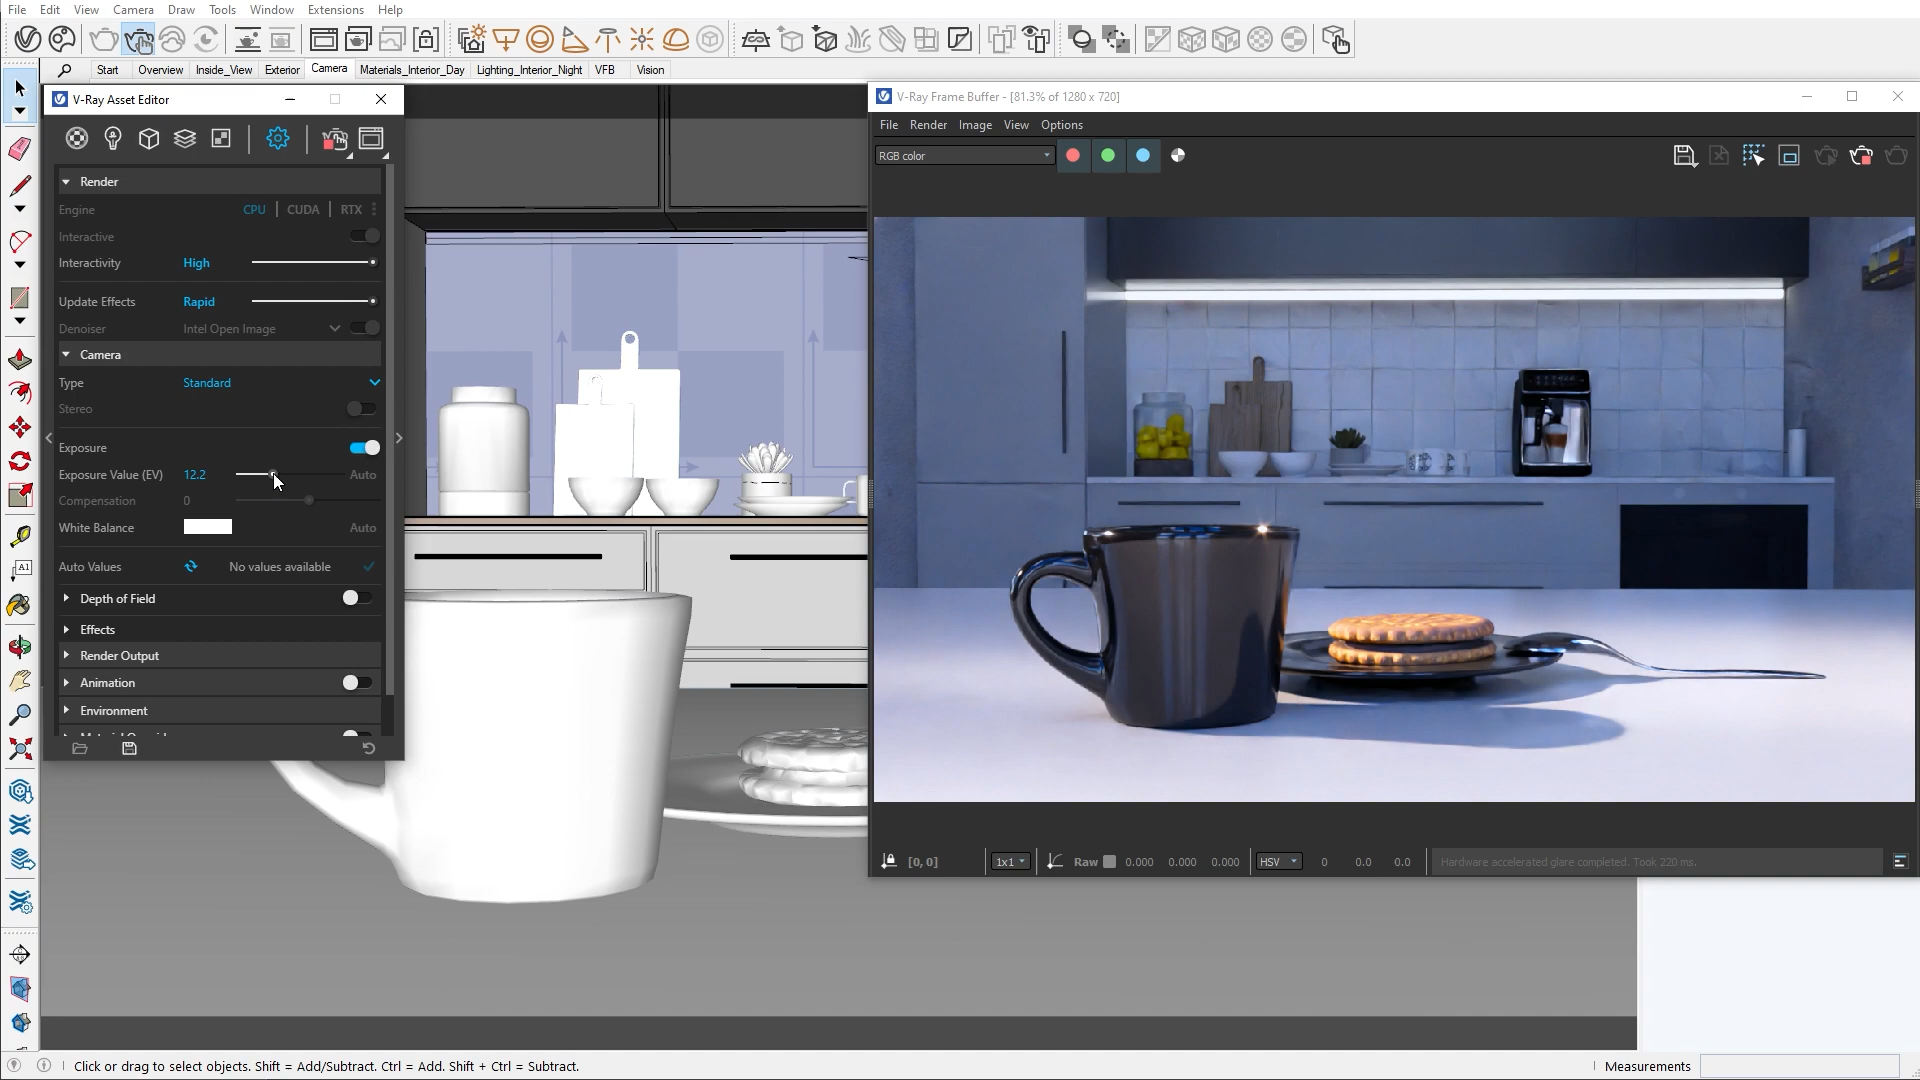 File Edit View Camera Draw Tools Window Extensions Help
Start Overview Inside_View Exterior Camera Materials_Interior_Day Lighting_Interior_Night VFB Vision
V-Ray Asset Editor
Render
Engine CPU CUDA RTX
Interactive
Interactivity High
Update Effects Rapid
Denoiser Intel Open Image
Camera
Type Standard
Stereo
Exposure
Exposure Value (EV) 12.2 Auto
Compensation 0
White Balance Auto
Auto Values No values available
Depth of Field
Effects
Render Output
Animation
Environment
V-Ray Frame Buffer - [81.3% of 1280 x 720]
File Render Image View Options
RGB color
[0, 0] 1x1 Raw 0.000 0.000 0.000 HSV 0 0.0 0.0 Hardware accelerated glare completed. Took 220 ms.
A1
Click or drag to select objects. Shift = Add/Subtract. Ctrl = Add. Shift + Ctrl = Subtract. Measurements